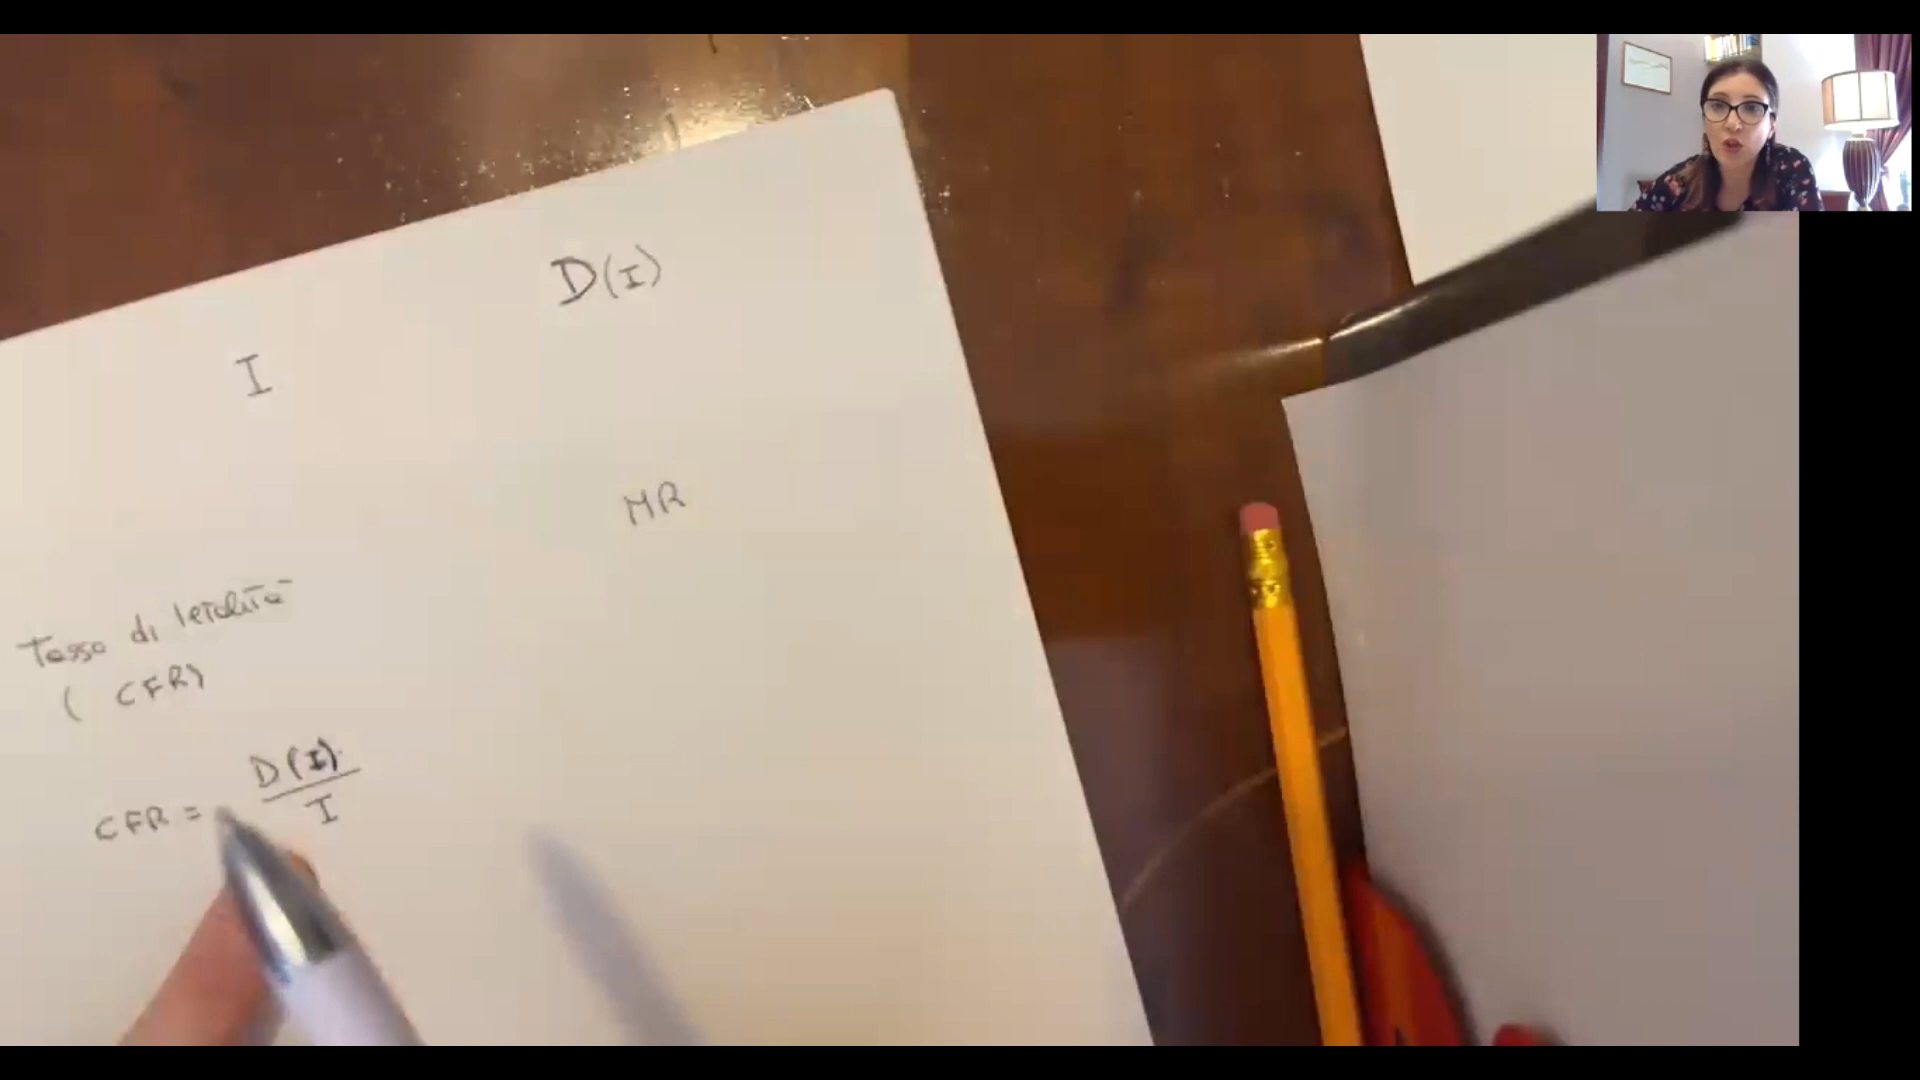 D(I)
I
MR
Tasso di letalità
( CFR)
CFR = D(I)
I